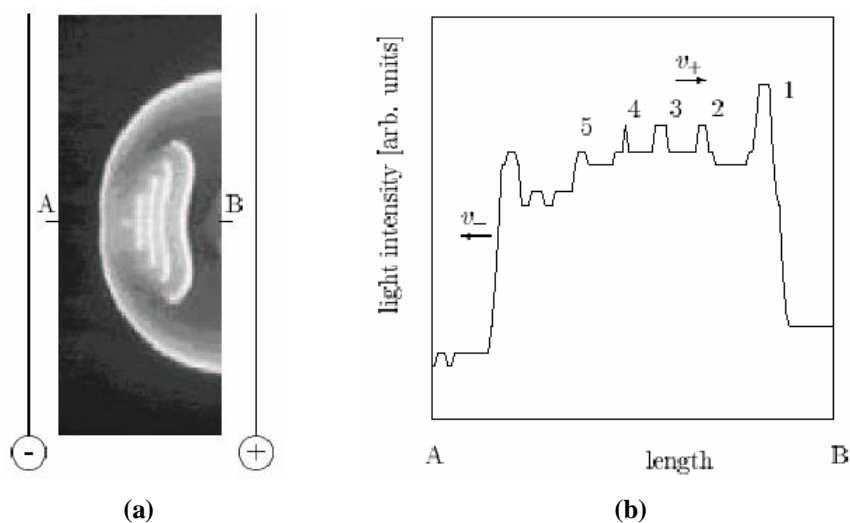 A
B
-
+
(a)
light intensity [arb. units]
v₊
v₋
5
4
3
2
1
A
length
B
(b)